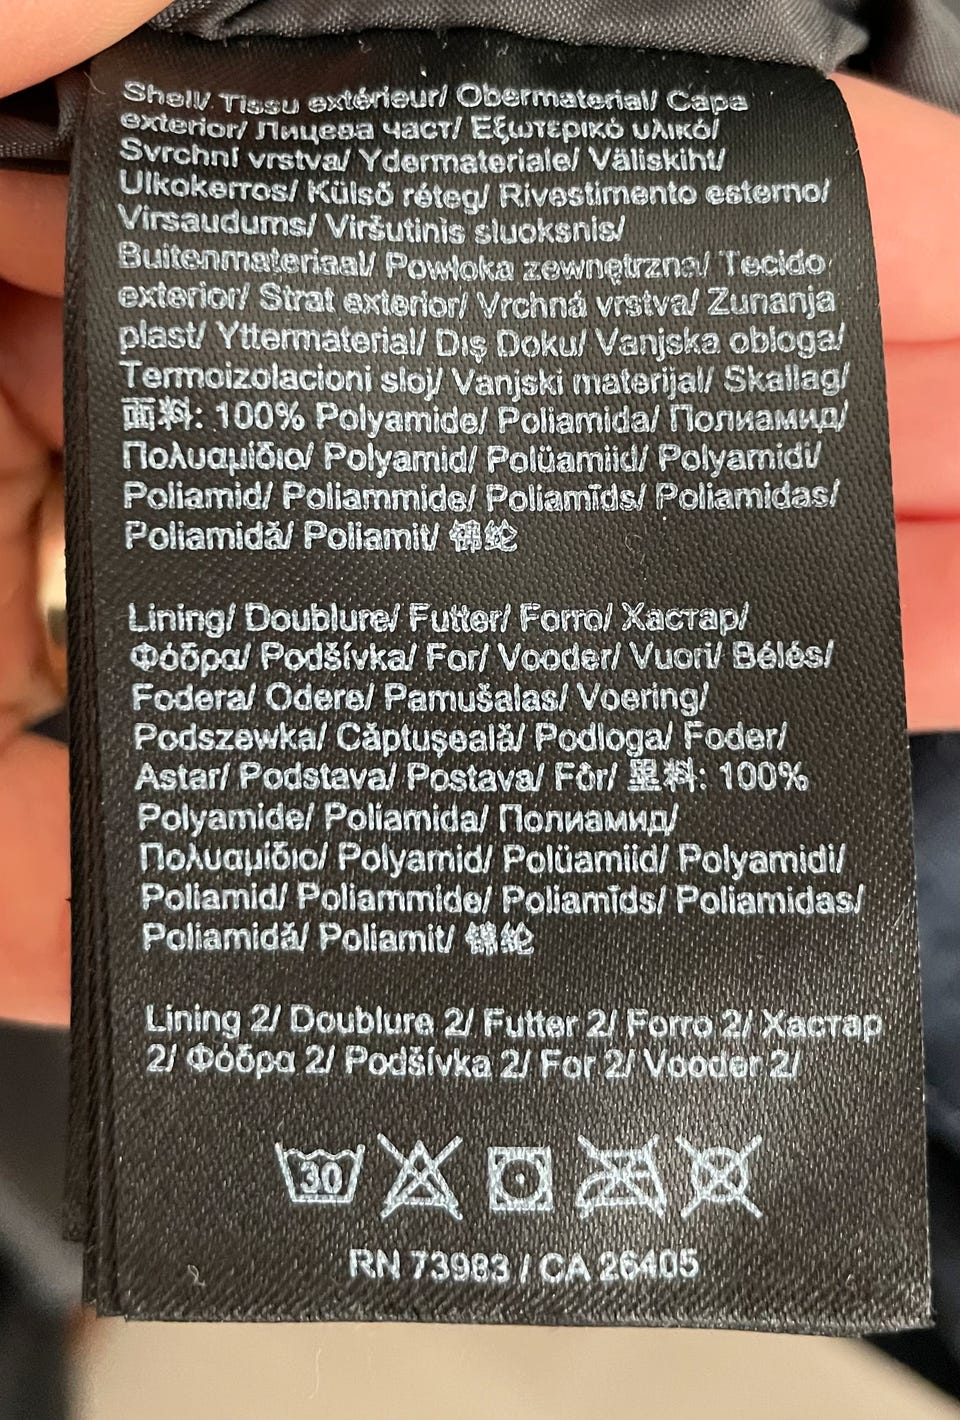 Shell/ Tissu extérieur/ Obermaterial/ Capa
exterior/ Лицева част/ Εξωτερικό υλικό/
Svrchní vrstva/ Ydermateriale/ Väliskiht/
Ulkokerros/ Külső réteg/ Rivestimento esterno/
Virsaudums/ Viršutinis sluoksnis/
Buitenmateriaal/ Powłoka zewnętrzna/ Tecido
exterior/ Strat exterior/ Vrchná vrstva/ Zunanja
plast/ Yttermaterial/ Dış Doku/ Vanjska obloga/
Termoizolacioni sloj/ Vanjski materijal/ Skallag/
面料: 100% Polyamide/ Poliamida/ Полиамид/
Πολυαμίδιο/ Polyamid/ Polüamiid/ Polyamidi/
Poliamid/ Poliammide/ Poliamīds/ Poliamidas/
Poliamidă/ Poliamit/ 锦纶
Lining/ Doublure/ Futter/ Forro/ Хастар/
Φόδρα/ Podšívka/ For/ Vooder/ Vuori/ Bélés/
Fodera/ Odere/ Pamušalas/ Voering/
Podszewka/ Căptuşeală/ Podloga/ Foder/
Astar/ Podstava/ Postava/ Fôr/ 里料: 100%
Polyamide/ Poliamida/ Полиамид/
Πολυαμίδιο/ Polyamid/ Polüamiid/ Polyamidi/
Poliamid/ Poliammide/ Poliamīds/ Poliamidas/
Poliamidă/ Poliamit/ 锦纶
Lining 2/ Doublure 2/ Futter 2/ Forro 2/ Хастар
2/ Φόδρα 2/ Podšívka 2/ For 2/ Vooder 2/
30
RN 73983 / CA 26405